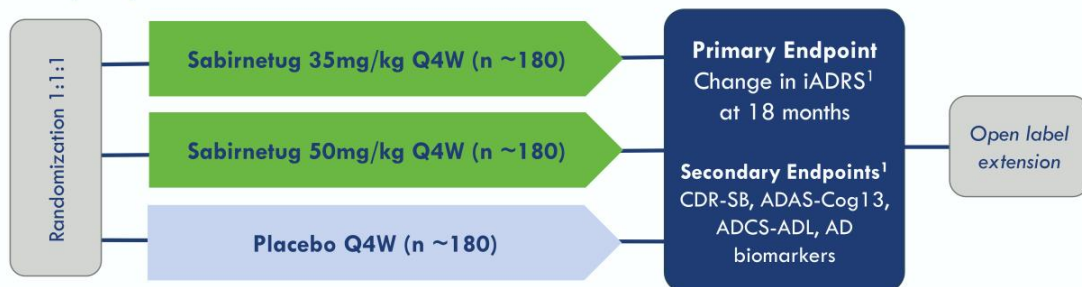 Randomization 1:1:1
Sabirnetug 35mg/kg Q4W (n ~180)
Sabirnetug 50mg/kg Q4W (n ~180)
Placebo Q4W (n ~180)
Primary Endpoint
Change in iADRS¹
at 18 months
Secondary Endpoints¹
CDR-SB, ADAS-Cog13,
ADCS-ADL, AD
biomarkers
Open label
extension